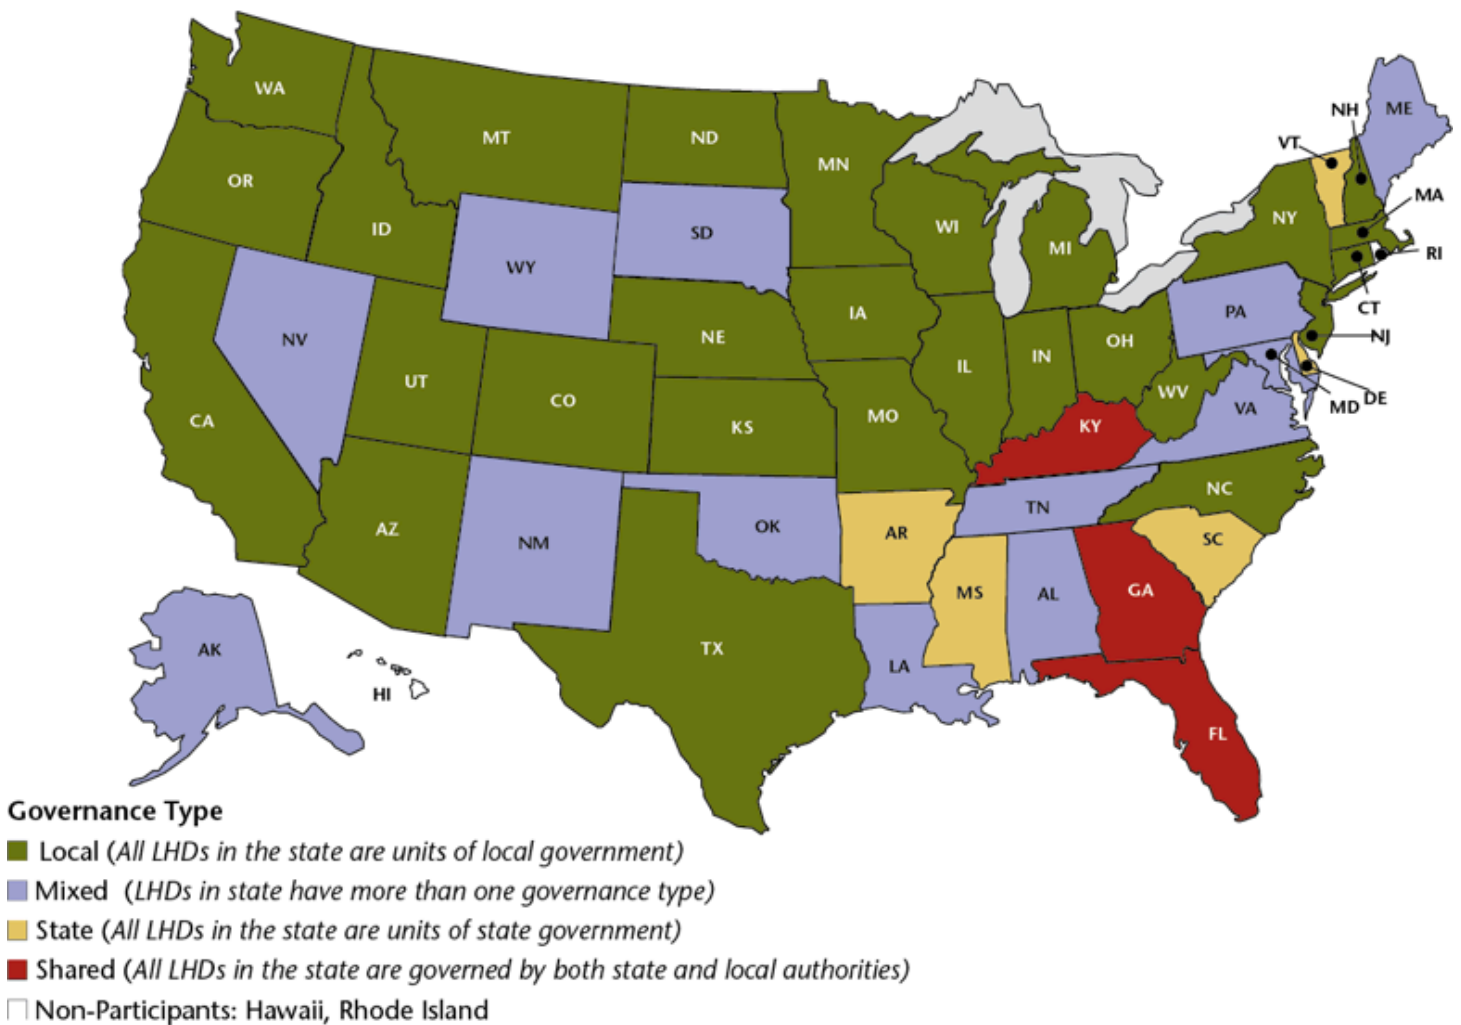 WA
MT
ND
MN
OR
ID
WY
SD
WI
MI
NY
VT
NH
ME
MA
RI
CT
NJ
DE
MD
PA
NV
UT
CO
NE
IA
IL
IN
OH
WV
VA
CA
KS
MO
KY
AZ
NM
OK
AR
TN
NC
SC
MS
AL
GA
TX
LA
FL
AK
HI
Governance Type
Local (All LHDs in the state are units of local government)
Mixed (LHDs in state have more than one governance type)
State (All LHDs in the state are units of state government)
Shared (All LHDs in the state are governed by both state and local authorities)
Non-Participants: Hawaii, Rhode Island